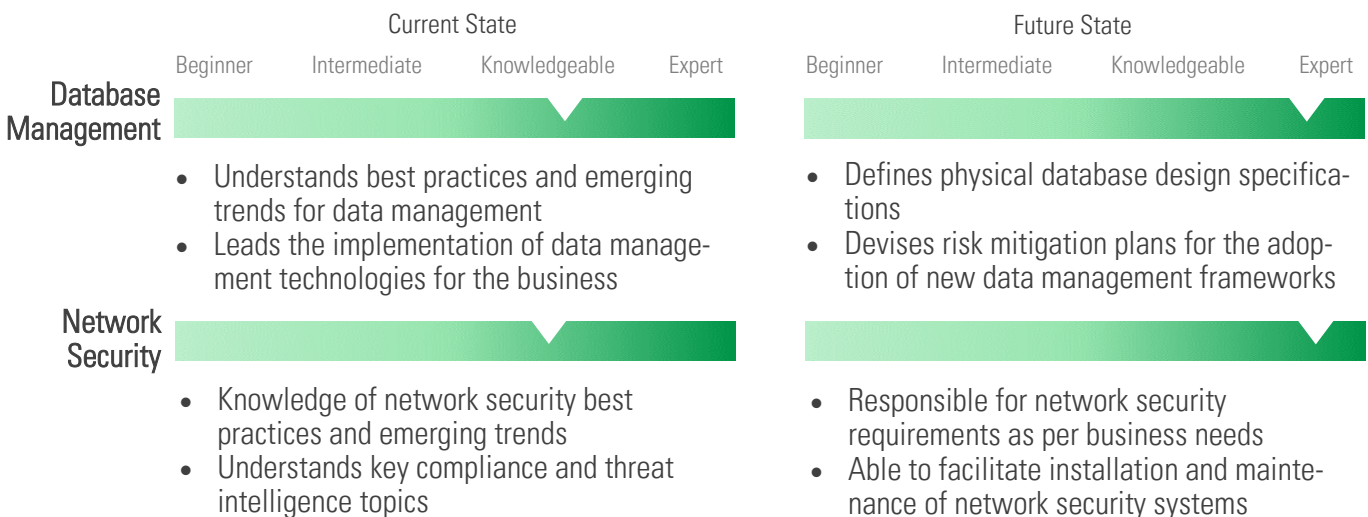 Current State
Future State
Beginner Intermediate Knowledgeable Expert
Beginner Intermediate Knowledgeable Expert
Database
Management
• Understands best practices and emerging
trends for data management
• Leads the implementation of data manage-
ment technologies for the business
• Defines physical database design specifica-
tions
• Devises risk mitigation plans for the adop-
tion of new data management frameworks
Network
Security
• Knowledge of network security best
practices and emerging trends
• Understands key compliance and threat
intelligence topics
• Responsible for network security
requirements as per business needs
• Able to facilitate installation and mainte-
nance of network security systems